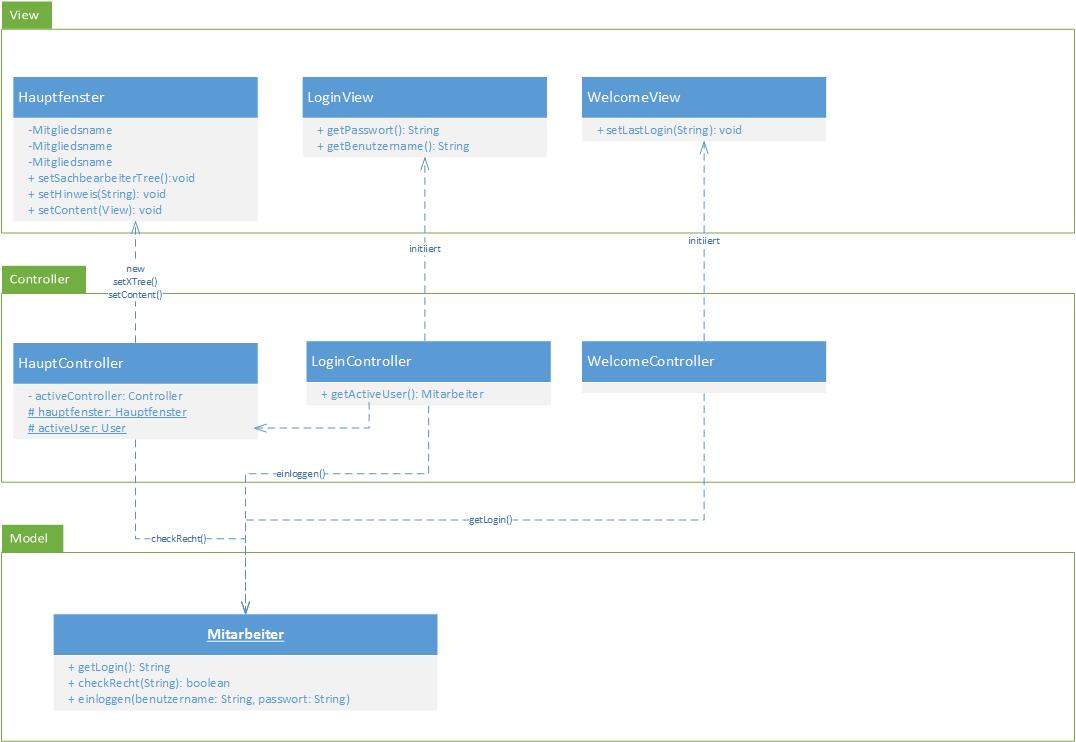 View
Hauptfenster
-Mitgliedsname
-Mitgliedsname
-Mitgliedsname
+ setSachbearbeiterTree():void
+ setHinweis(String): void
+ setContent(View): void
LoginView
+ getPasswort(): String
+ getBenutzername(): String
WelcomeView
+ setLastLogin(String): void
new
setXTree()
setContent()
initiiert
initiiert
Controller
HauptController
- activeController: Controller
# hauptfenster: Hauptfenster
# activeUser: User
LoginController
+ getActiveUser(): Mitarbeiter
WelcomeController
einloggen()
getLogin()
checkRecht()
Model
Mitarbeiter
+ getLogin(): String
+ checkRecht(String): boolean
+ einloggen(benutzername: String, passwort: String)